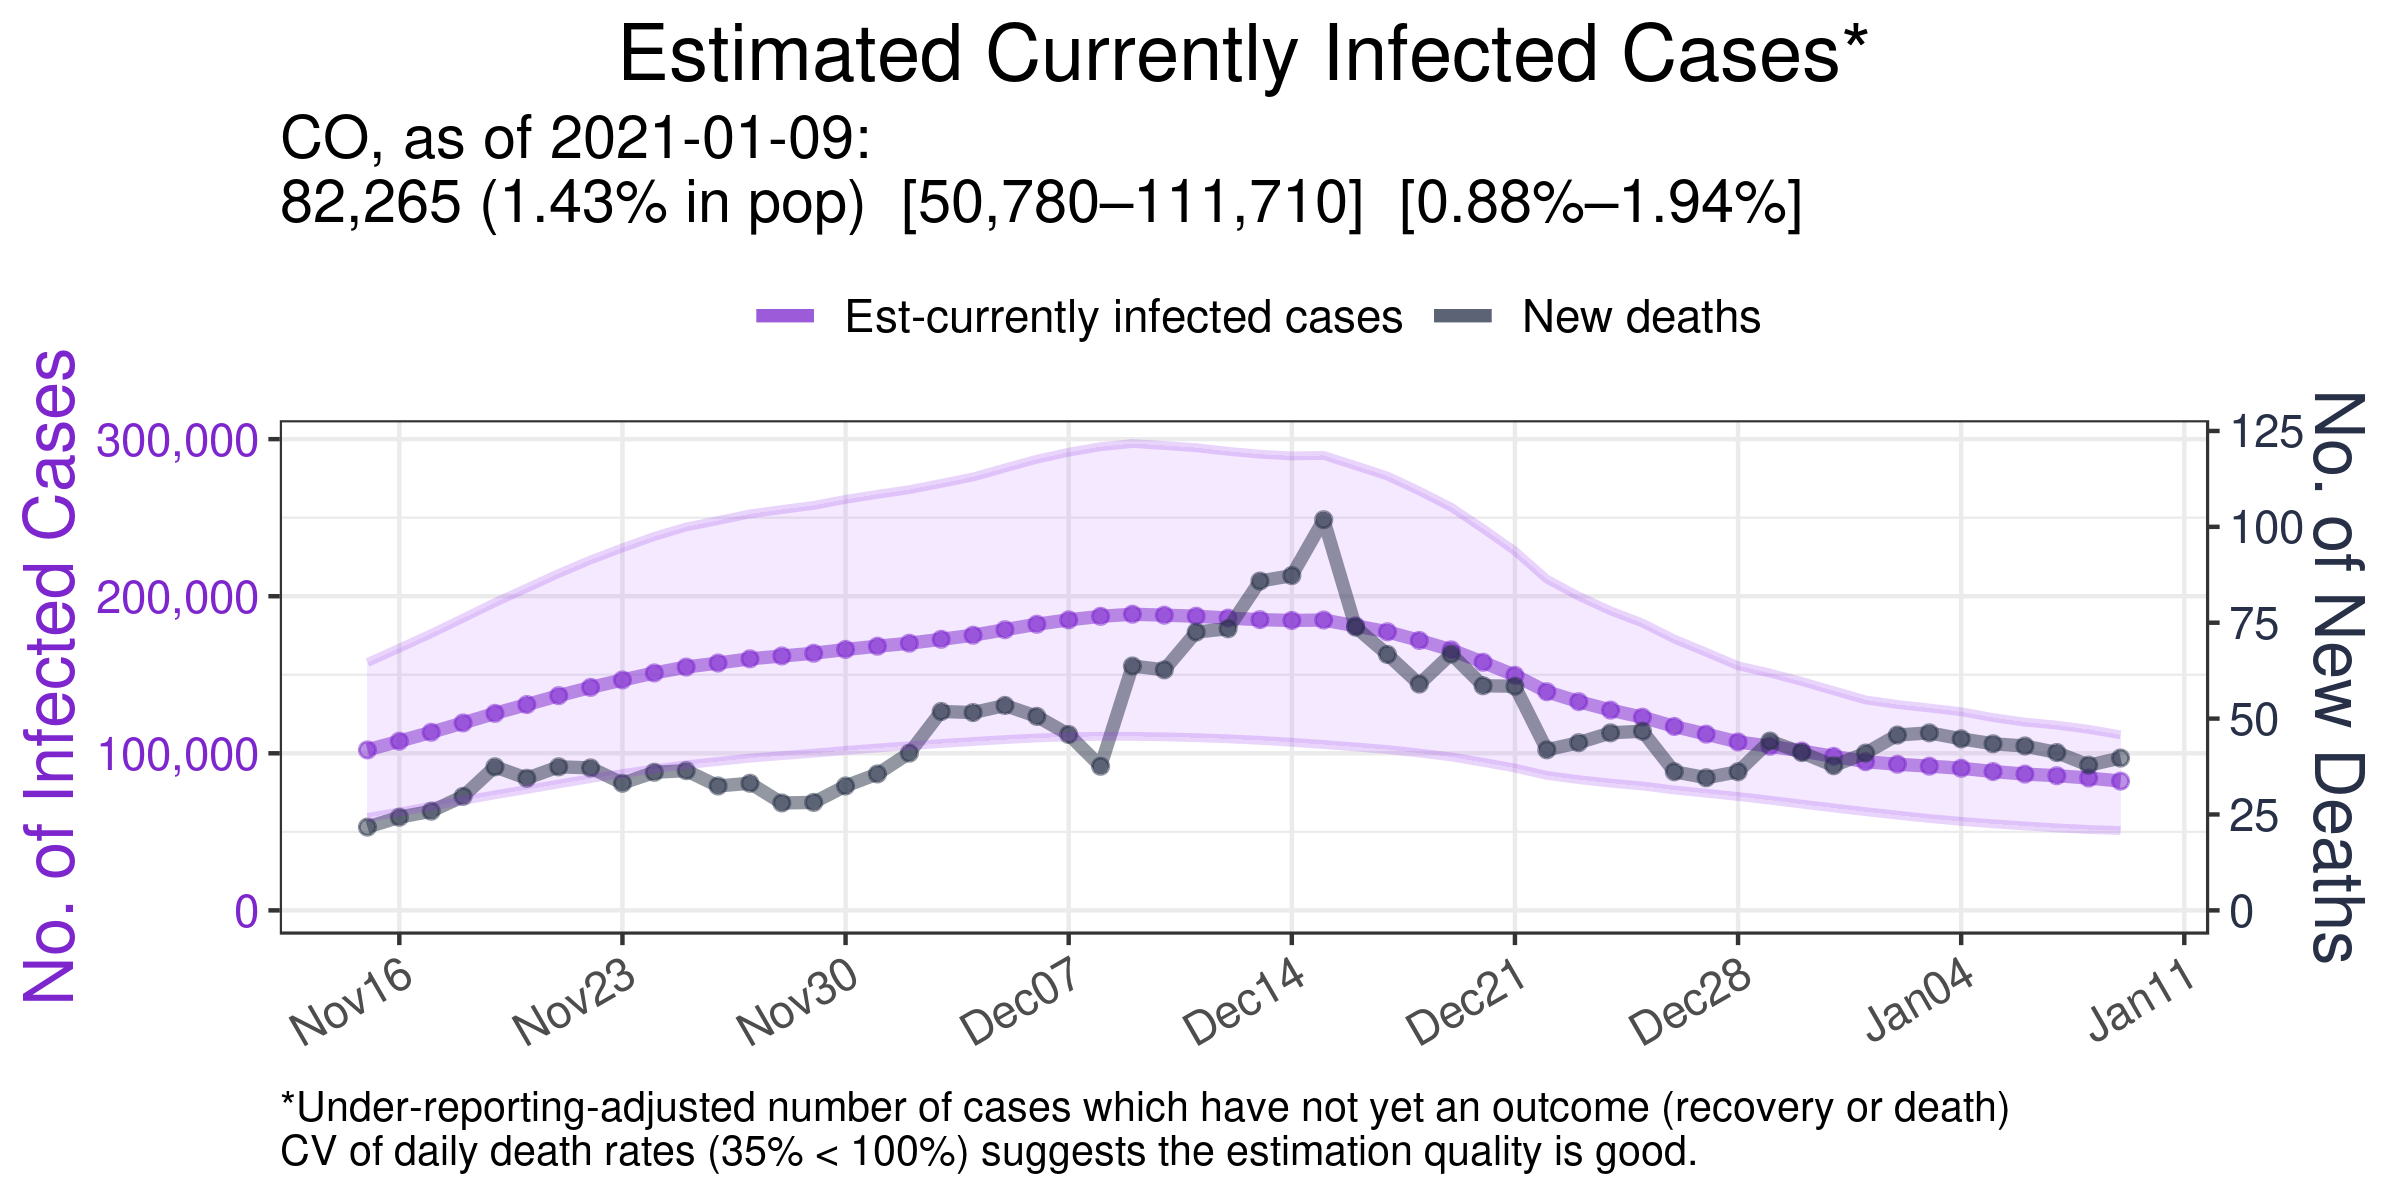 Estimated Currently Infected Cases*
CO, as of 2021-01-09:
82,265 (1.43% in pop)  [50,780–111,710]  [0.88%–1.94%]
Est-currently infected cases
New deaths
No. of Infected Cases
300,000
200,000
100,000
0
125
100
75
50
25
0
No. of New Deaths
Nov16
Nov23
Nov30
Dec07
Dec14
Dec21
Dec28
Jan04
Jan11
*Under-reporting-adjusted number of cases which have not yet an outcome (recovery or death)
CV of daily death rates (35% < 100%) suggests the estimation quality is good.